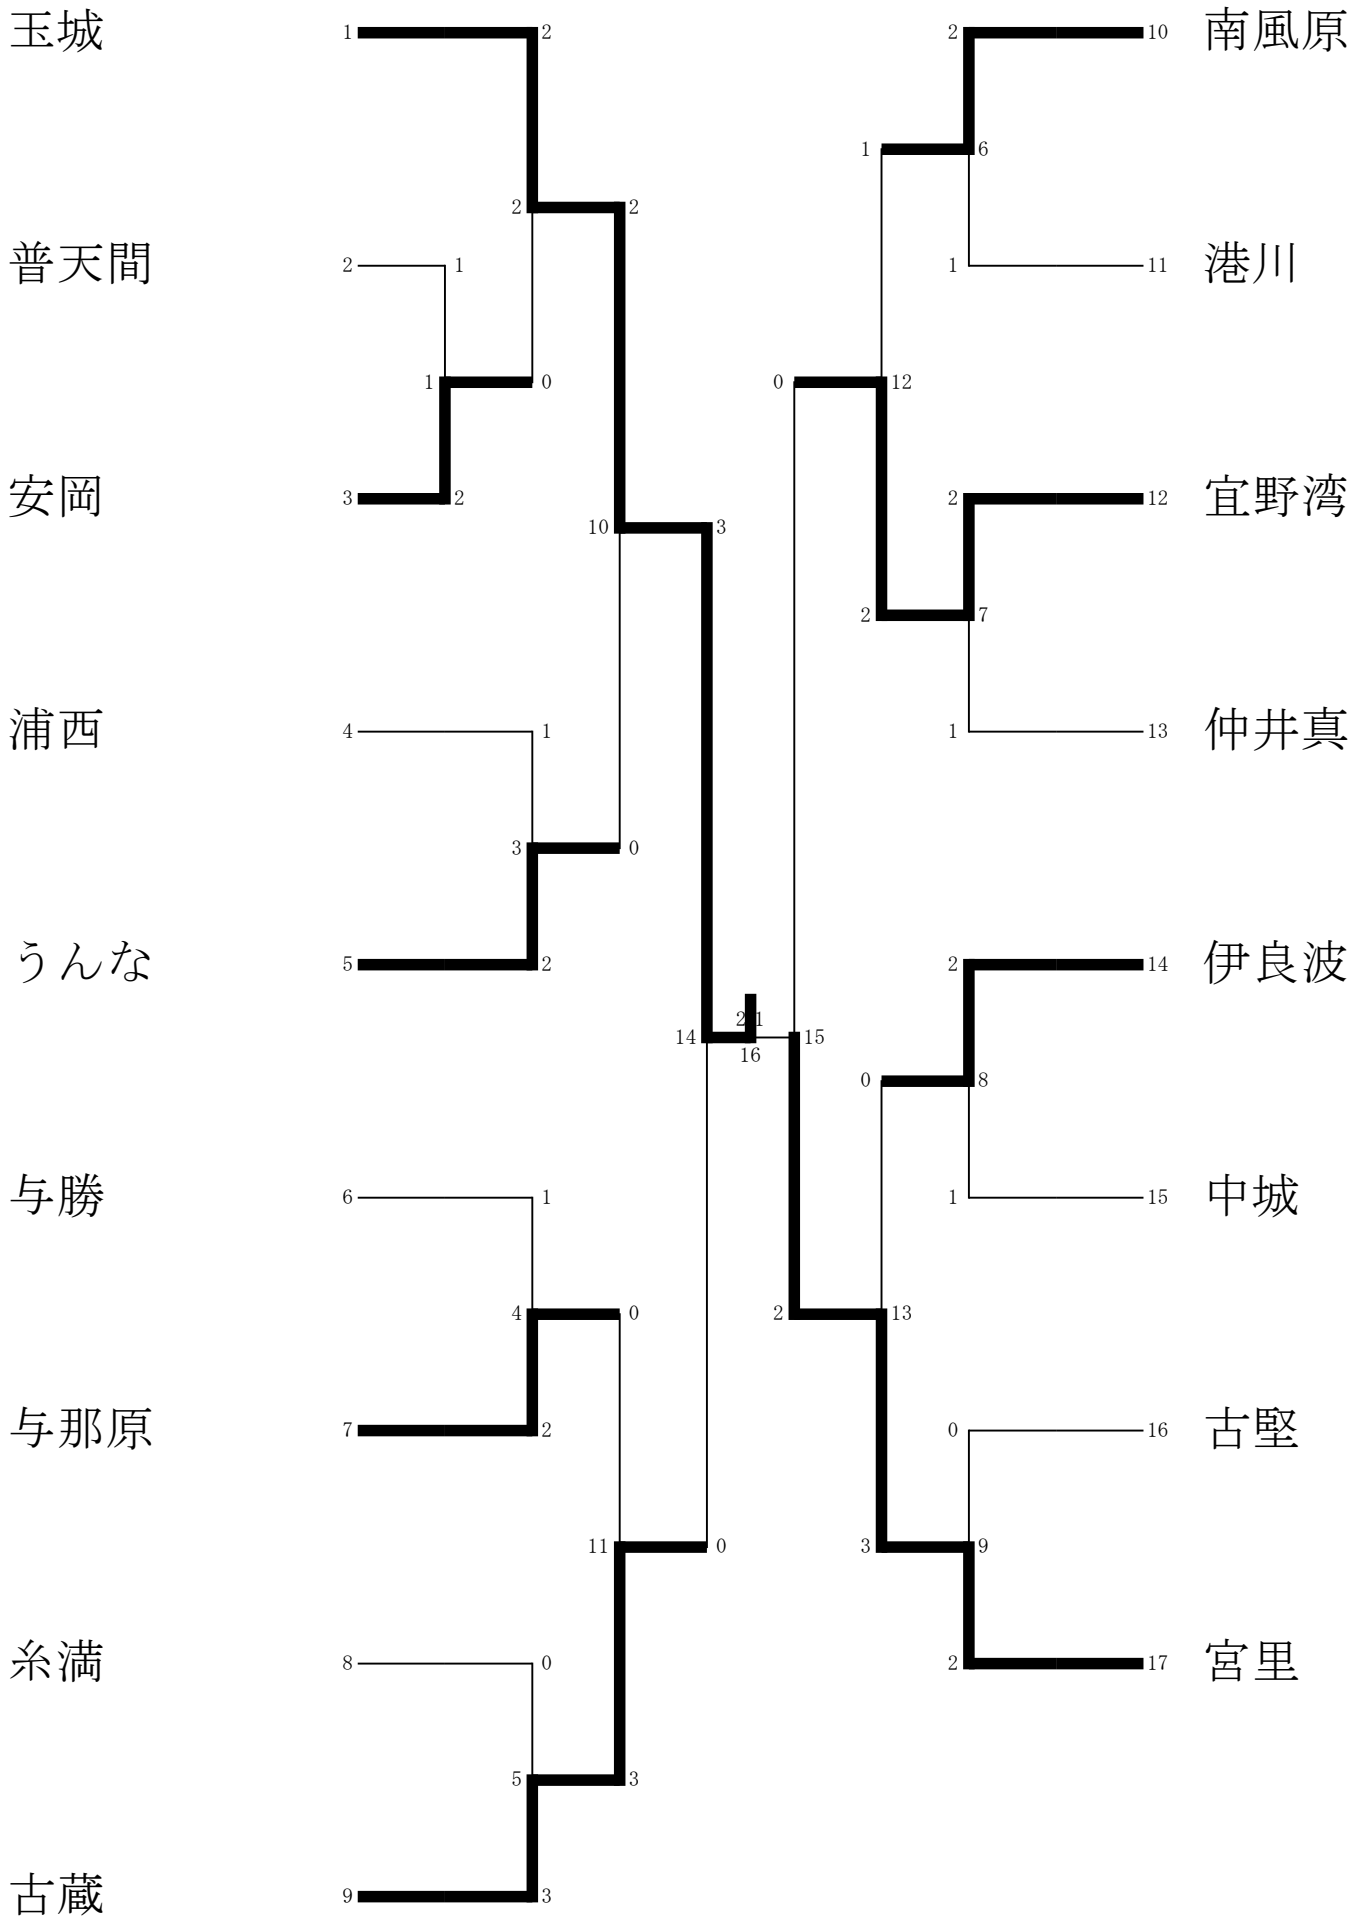 玉城 1 2 2 10 南風原
1 6
2 2
普天間 2 1 1 11 港川
1 0 0 12
安岡 3 2 2 12 宜野湾
10 3
2 7
浦西 4 1 1 13 仲井真
3 0
うんな 5 2 2 14 伊良波
2 1
14 15
16
0 8
与勝 6 1 1 15 中城
4 0 2 13
与那原 7 2 0 16 古堅
11 0 3 9
糸満 8 0 2 17 宮里
5 3
古蔵 9 3